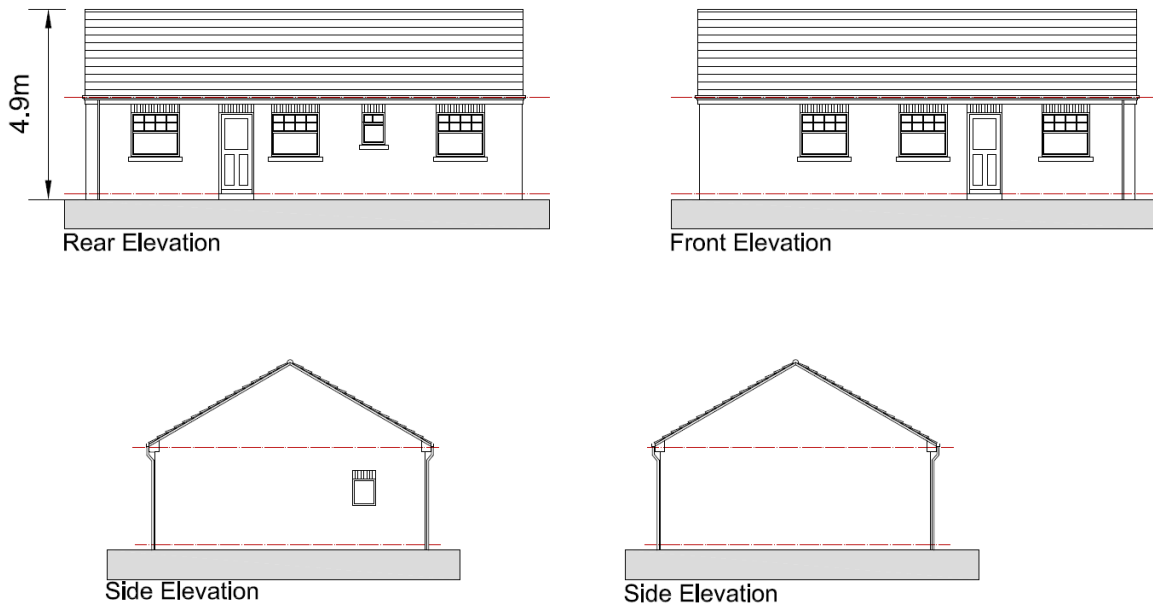 4.9m
Rear Elevation
Front Elevation
Side Elevation
Side Elevation